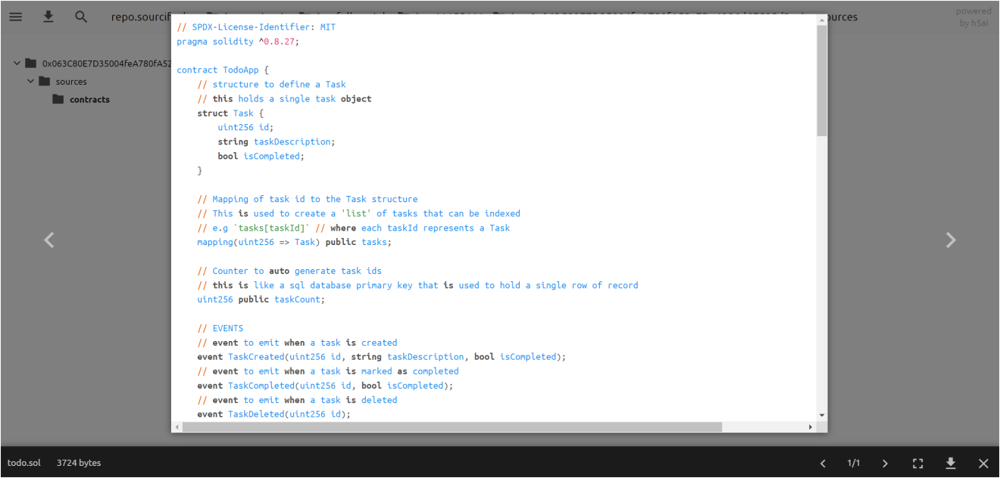 repo.sourcif
ources
powered
by h5ai
0x063C80E7D35004feA780fA52
sources
contracts
// SPDX-License-Identifier: MIT
pragma solidity ^0.8.27;
contract TodoApp {
// structure to define a Task
// this holds a single task object
struct Task {
uint256 id;
string taskDescription;
bool isCompleted;
}
// Mapping of task id to the Task structure
// This is used to create a 'list' of tasks that can be indexed
// e.g `tasks[taskId]` // where each taskId represents a Task
mapping(uint256 => Task) public tasks;
// Counter to auto generate task ids
// this is like a sql database primary key that is used to hold a single row of record
uint256 public taskCount;
// EVENTS
// event to emit when a task is created
event TaskCreated(uint256 id, string taskDescription, bool isCompleted);
// event to emit when a task is marked as completed
event TaskCompleted(uint256 id, bool isCompleted);
// event to emit when a task is deleted
event TaskDeleted(uint256 id);
todo.sol 3724 bytes
1/1